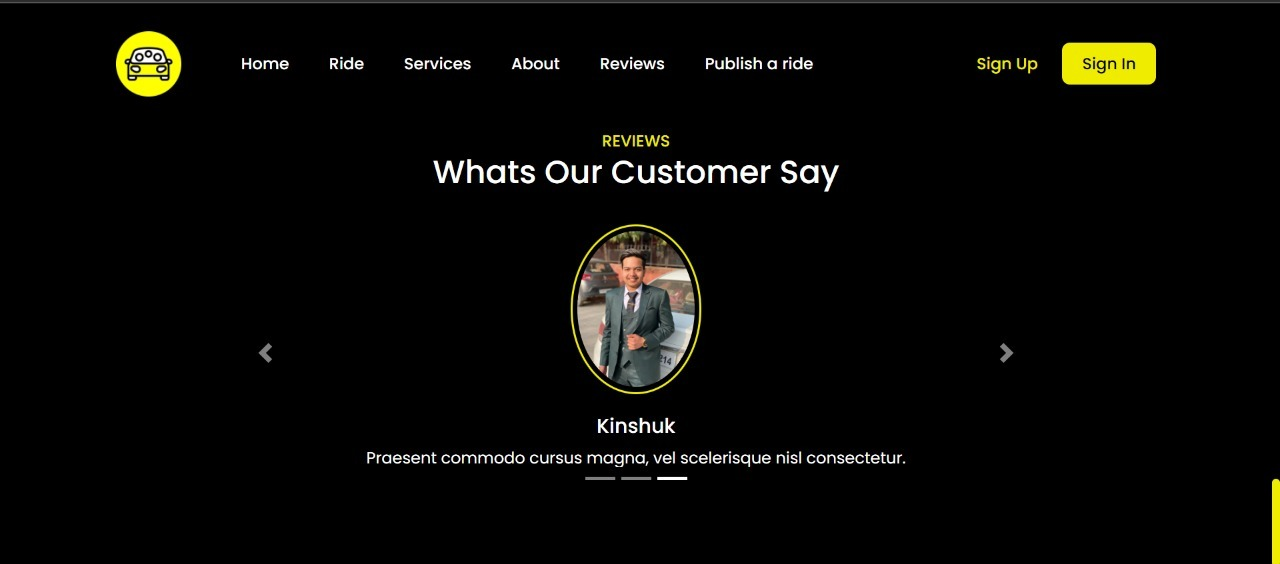 Home Ride Services About Reviews Publish a ride Sign Up Sign In
REVIEWS
Whats Our Customer Say
214
Kinshuk
Praesent commodo cursus magna, vel scelerisque nisl consectetur.